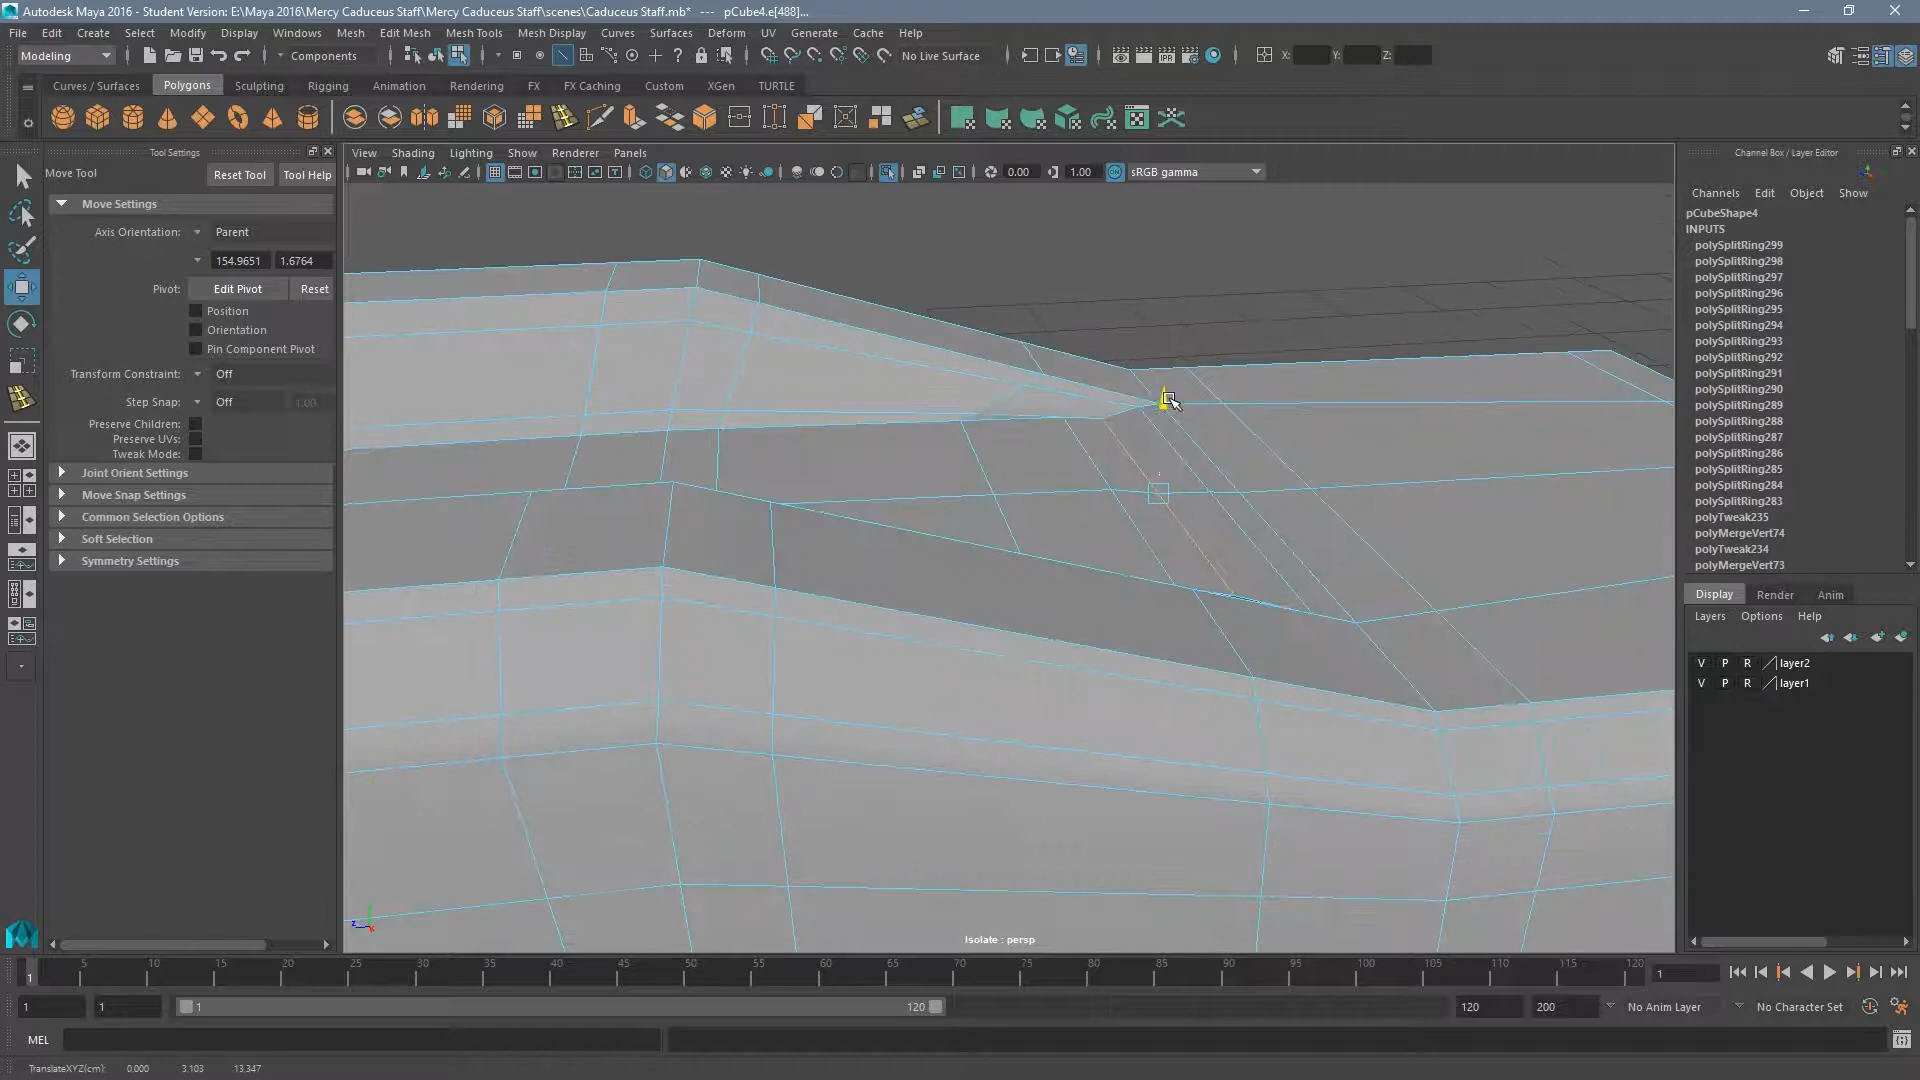 Autodesk Maya 2016 - Student Version: E:\Maya 2016\Mercy Caduceus Staff\Mercy Caduceus Staff\scenes\Caduceus Staff.mb* --- pCube4.e[488]...
File Edit Create Select Modify Display Windows Mesh Edit Mesh Mesh Tools Mesh Display Curves Surfaces Deform UV Generate Cache Help
Modeling Components No Live Surface X: Y: Z:
Curves / Surfaces Polygons Sculpting Rigging Animation Rendering FX FX Caching Custom XGen TURTLE
Tool Settings
View Shading Lighting Show Renderer Panels
Channel Box / Layer Editor
Move Tool Reset Tool Tool Help
0.00 1.00 sRGB gamma
Channels Edit Object Show
Move Settings
Axis Orientation: Parent
154.9651 1.6764
Pivot: Edit Pivot Reset
Position
Orientation
Pin Component Pivot
Transform Constraint: Off
Step Snap: Off 1.00
Preserve Children:
Preserve UVs:
Tweak Mode:
Joint Orient Settings
Move Snap Settings
Common Selection Options
Soft Selection
Symmetry Settings
pCubeShape4
INPUTS
polySplitRing299
polySplitRing298
polySplitRing297
polySplitRing296
polySplitRing295
polySplitRing294
polySplitRing293
polySplitRing292
polySplitRing291
polySplitRing290
polySplitRing289
polySplitRing288
polySplitRing287
polySplitRing286
polySplitRing285
polySplitRing284
polySplitRing283
polyTweak235
polyMergeVert74
polyTweak234
polyMergeVert73
Display Render Anim
Layers Options Help
V P R layer2
V P R layer1
Isolate : persp
1 5 10 15 20 25 30 35 40 45 50 55 60 65 70 75 80 85 90 95 100 105 110 115 120 1
1 1 1 120 120 200 No Anim Layer No Character Set
MEL
TranslateXYZ(cm): 0.000 3.103 13.347